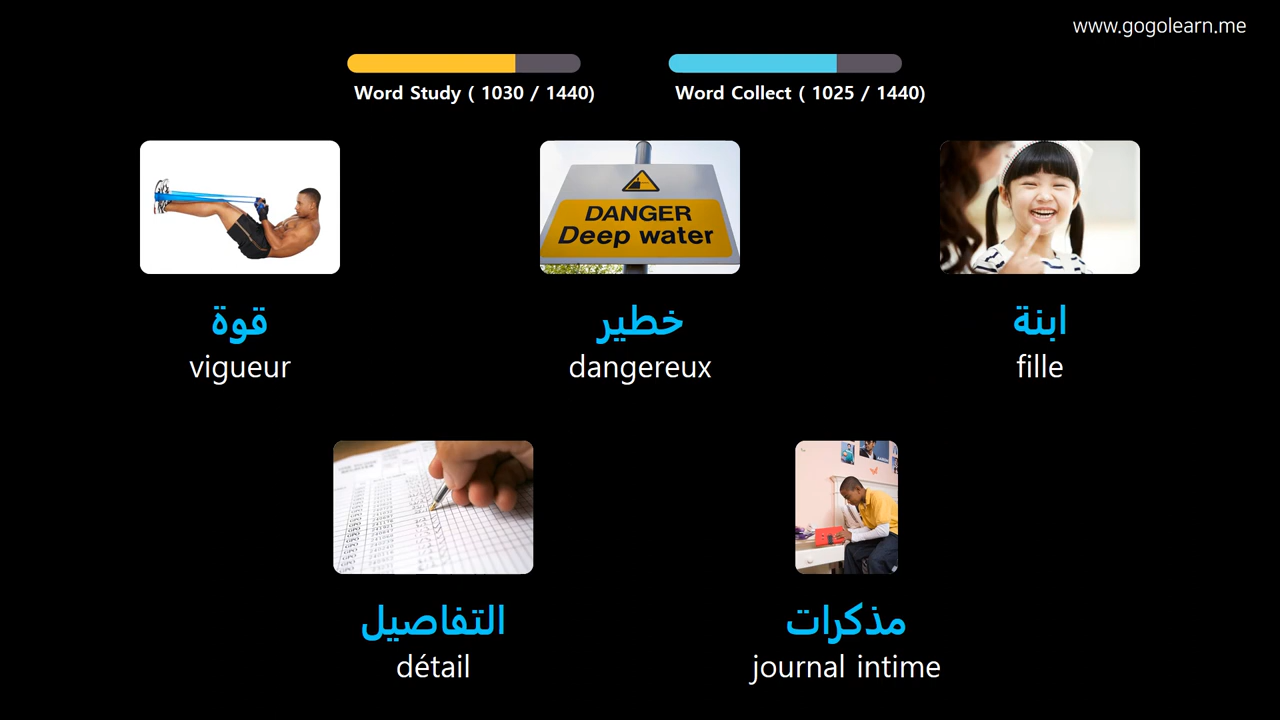 www.gogolearn.me
Word Study ( 1030 / 1440)
Word Collect ( 1025 / 1440)
DANGER
Deep water
قوة
vigueur
خطير
dangereux
ابنة
fille
التفاصيل
détail
مذكرات
journal intime